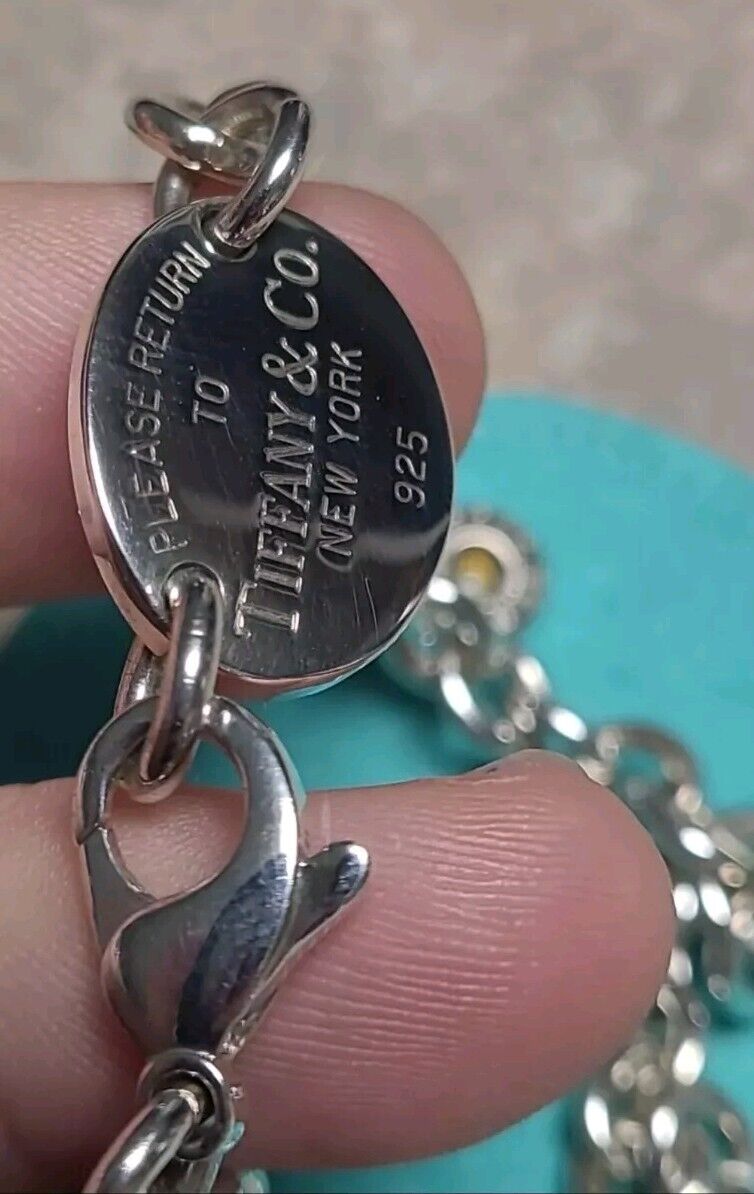 PLEASE RETURN
TO
TIFFANY & CO.
NEW YORK
925